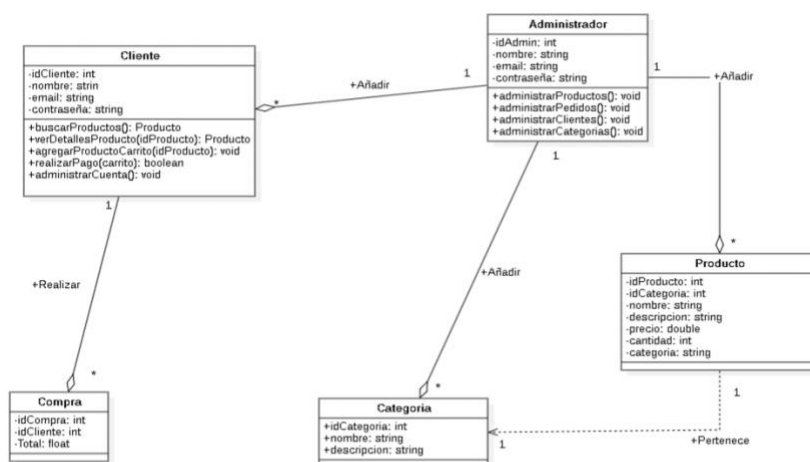 Cliente
-idCliente: int
-nombre: strin
-email: string
-contraseña: string
+buscarProductos(): Producto
+verDetallesProducto(idProducto): Producto
+agregarProductoCarrito(idProducto): void
+realizarPago(carrito): boolean
+administrarCuenta(): void
1
+Realizar
*
*
+Añadir
1
Administrador
-idAdmin: int
-nombre: string
-email: string
-contraseña: string
+administrarProductos(): void
+administrarPedidos(): void
+administrarClientes(): void
+administrarCategorias(): void
1
+Añadir
*
1
+Añadir
*
Producto
-idProducto: int
-idCategoria: int
-nombre: string
-descripcion: string
-precio: double
-cantidad: int
-categoria: string
1
+Pertenece
1
Compra
-idCompra: int
-idCliente: int
-Total: float
Categoria
+idCategoria: int
+nombre: string
+descripcion: string